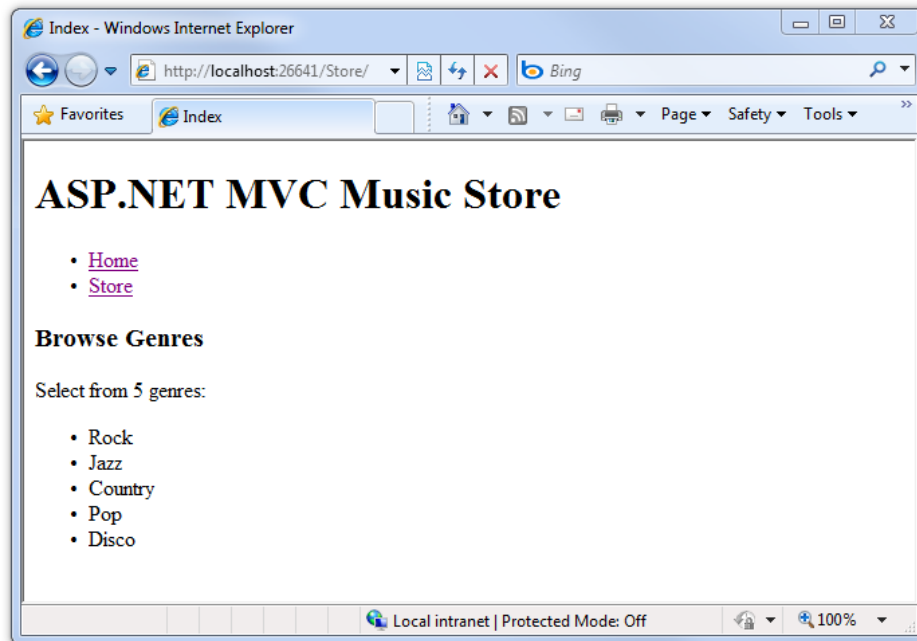 Index - Windows Internet Explorer
http://localhost:26641/Store/
Bing
Favorites
Index
Page
Safety
Tools
»
ASP.NET MVC Music Store
• Home
• Store
Browse Genres
Select from 5 genres:
• Rock
• Jazz
• Country
• Pop
• Disco
Local intranet | Protected Mode: Off
100%